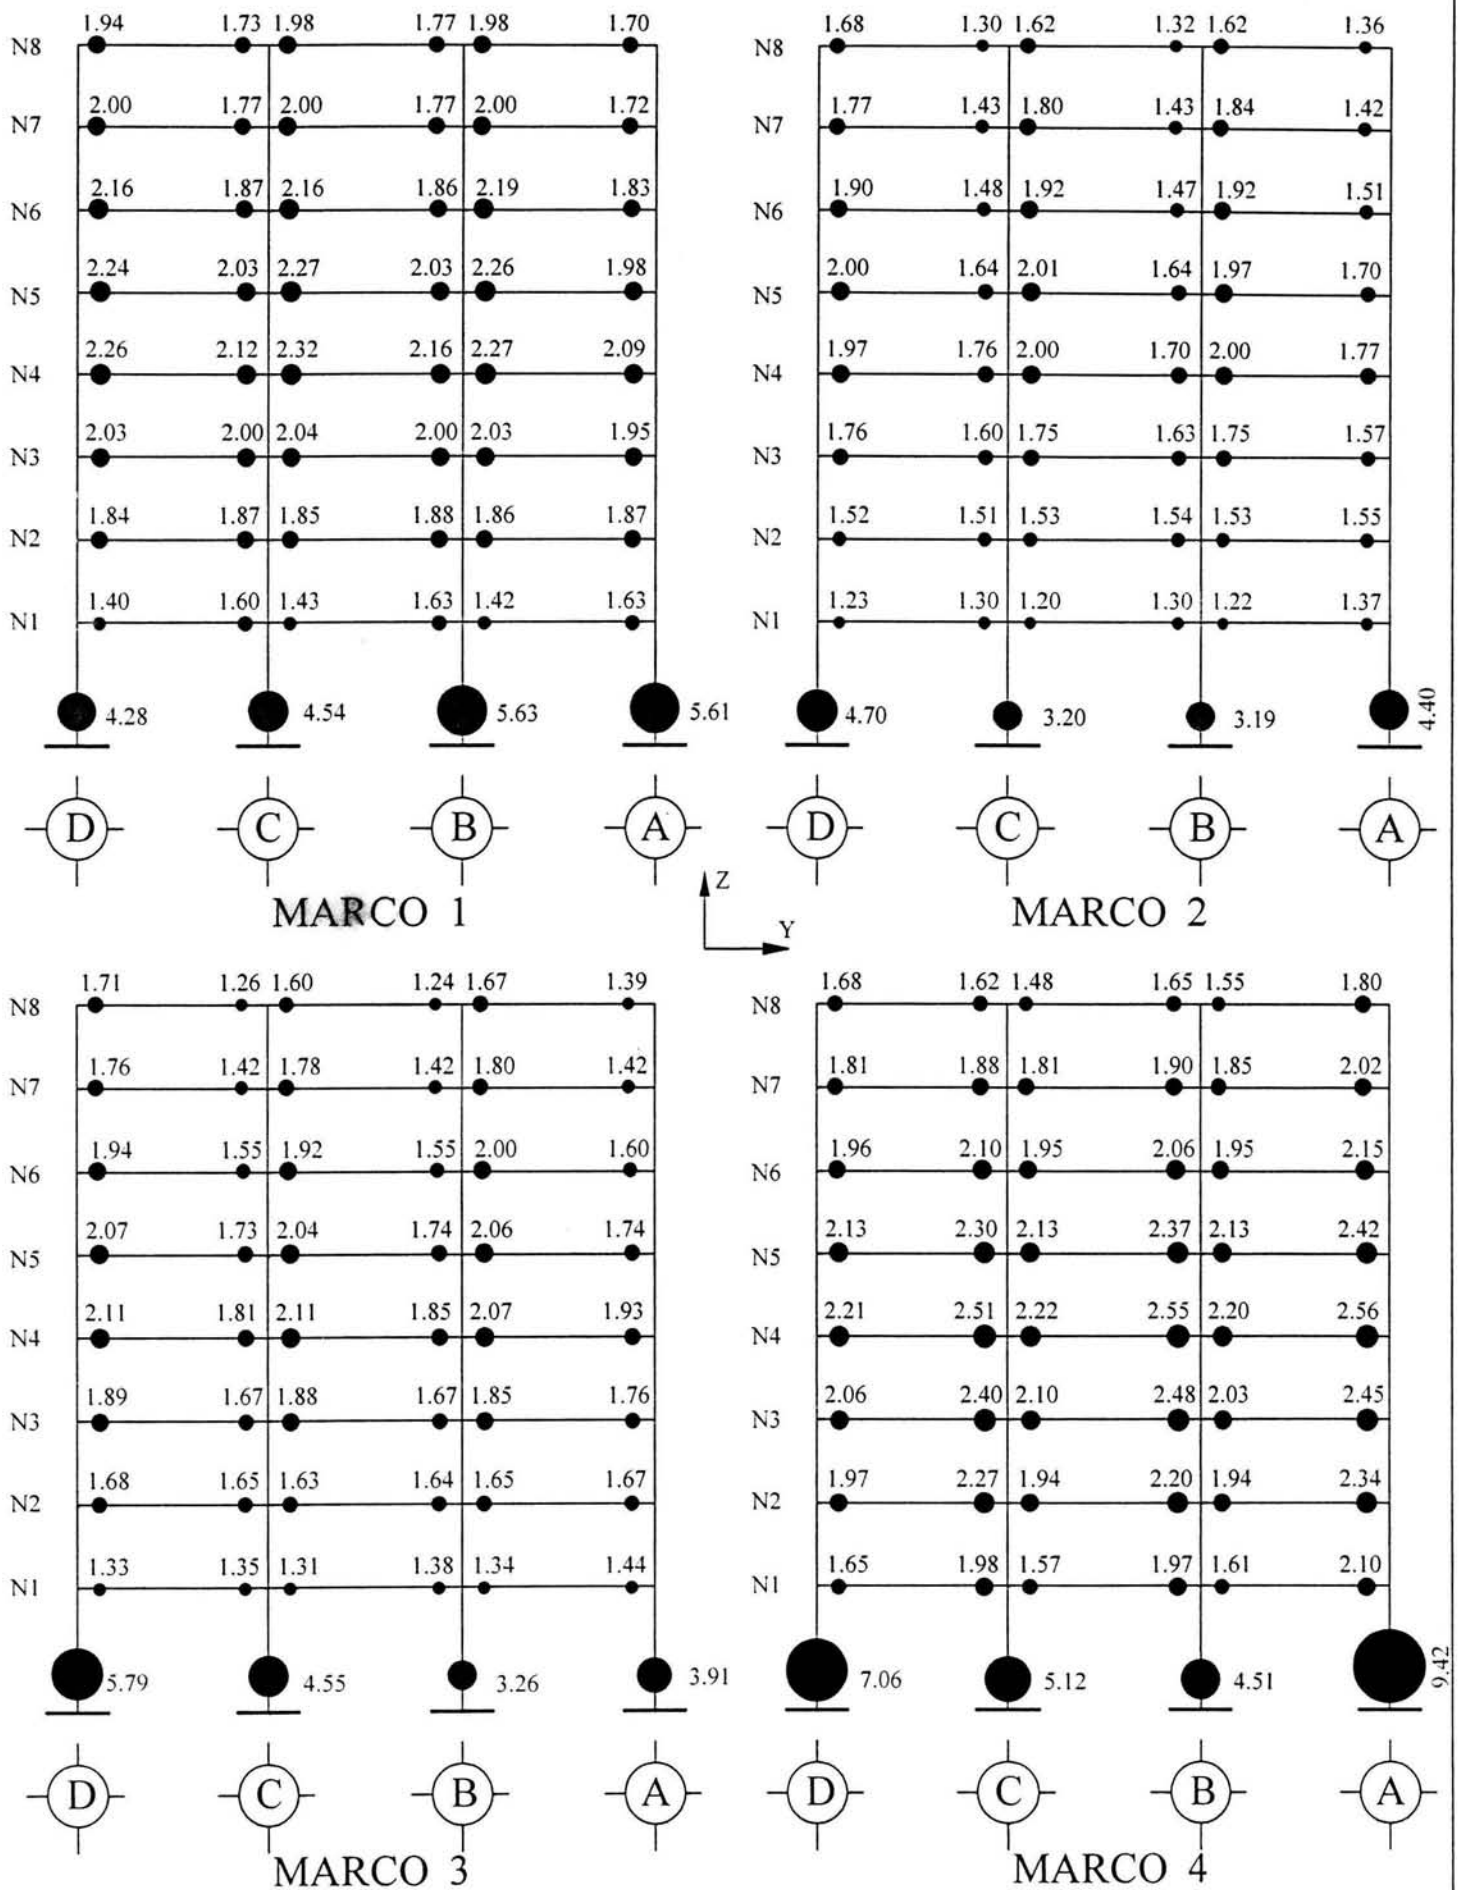 1.94 1.73 1.98 1.77 1.98 1.70
N8
2.00 1.77 2.00 1.77 2.00 1.72
N7
2.16 1.87 2.16 1.86 2.19 1.83
N6
2.24 2.03 2.27 2.03 2.26 1.98
N5
2.26 2.12 2.32 2.16 2.27 2.09
N4
2.03 2.00 2.04 2.00 2.03 1.95
N3
1.84 1.87 1.85 1.88 1.86 1.87
N2
1.40 1.60 1.43 1.63 1.42 1.63
N1
4.28 4.54 5.63 5.61
D C B A
MARCO 1
1.68 1.30 1.62 1.32 1.62 1.36
N8
1.77 1.43 1.80 1.43 1.84 1.42
N7
1.90 1.48 1.92 1.47 1.92 1.51
N6
2.00 1.64 2.01 1.64 1.97 1.70
N5
1.97 1.76 2.00 1.70 2.00 1.77
N4
1.76 1.60 1.75 1.63 1.75 1.57
N3
1.52 1.51 1.53 1.54 1.53 1.55
N2
1.23 1.30 1.20 1.30 1.22 1.37
N1
4.70 3.20 3.19 4.40
D C B A
MARCO 2
Z
Y
1.71 1.26 1.60 1.24 1.67 1.39
N8
1.76 1.42 1.78 1.42 1.80 1.42
N7
1.94 1.55 1.92 1.55 2.00 1.60
N6
2.07 1.73 2.04 1.74 2.06 1.74
N5
2.11 1.81 2.11 1.85 2.07 1.93
N4
1.89 1.67 1.88 1.67 1.85 1.76
N3
1.68 1.65 1.63 1.64 1.65 1.67
N2
1.33 1.35 1.31 1.38 1.34 1.44
N1
5.79 4.55 3.26 3.91
D C B A
MARCO 3
1.68 1.62 1.48 1.65 1.55 1.80
N8
1.81 1.88 1.81 1.90 1.85 2.02
N7
1.96 2.10 1.95 2.06 1.95 2.15
N6
2.13 2.30 2.13 2.37 2.13 2.42
N5
2.21 2.51 2.22 2.55 2.20 2.56
N4
2.06 2.40 2.10 2.48 2.03 2.45
N3
1.97 2.27 1.94 2.20 1.94 2.34
N2
1.65 1.98 1.57 1.97 1.61 2.10
N1
7.06 5.12 4.51 9.42
D C B A
MARCO 4